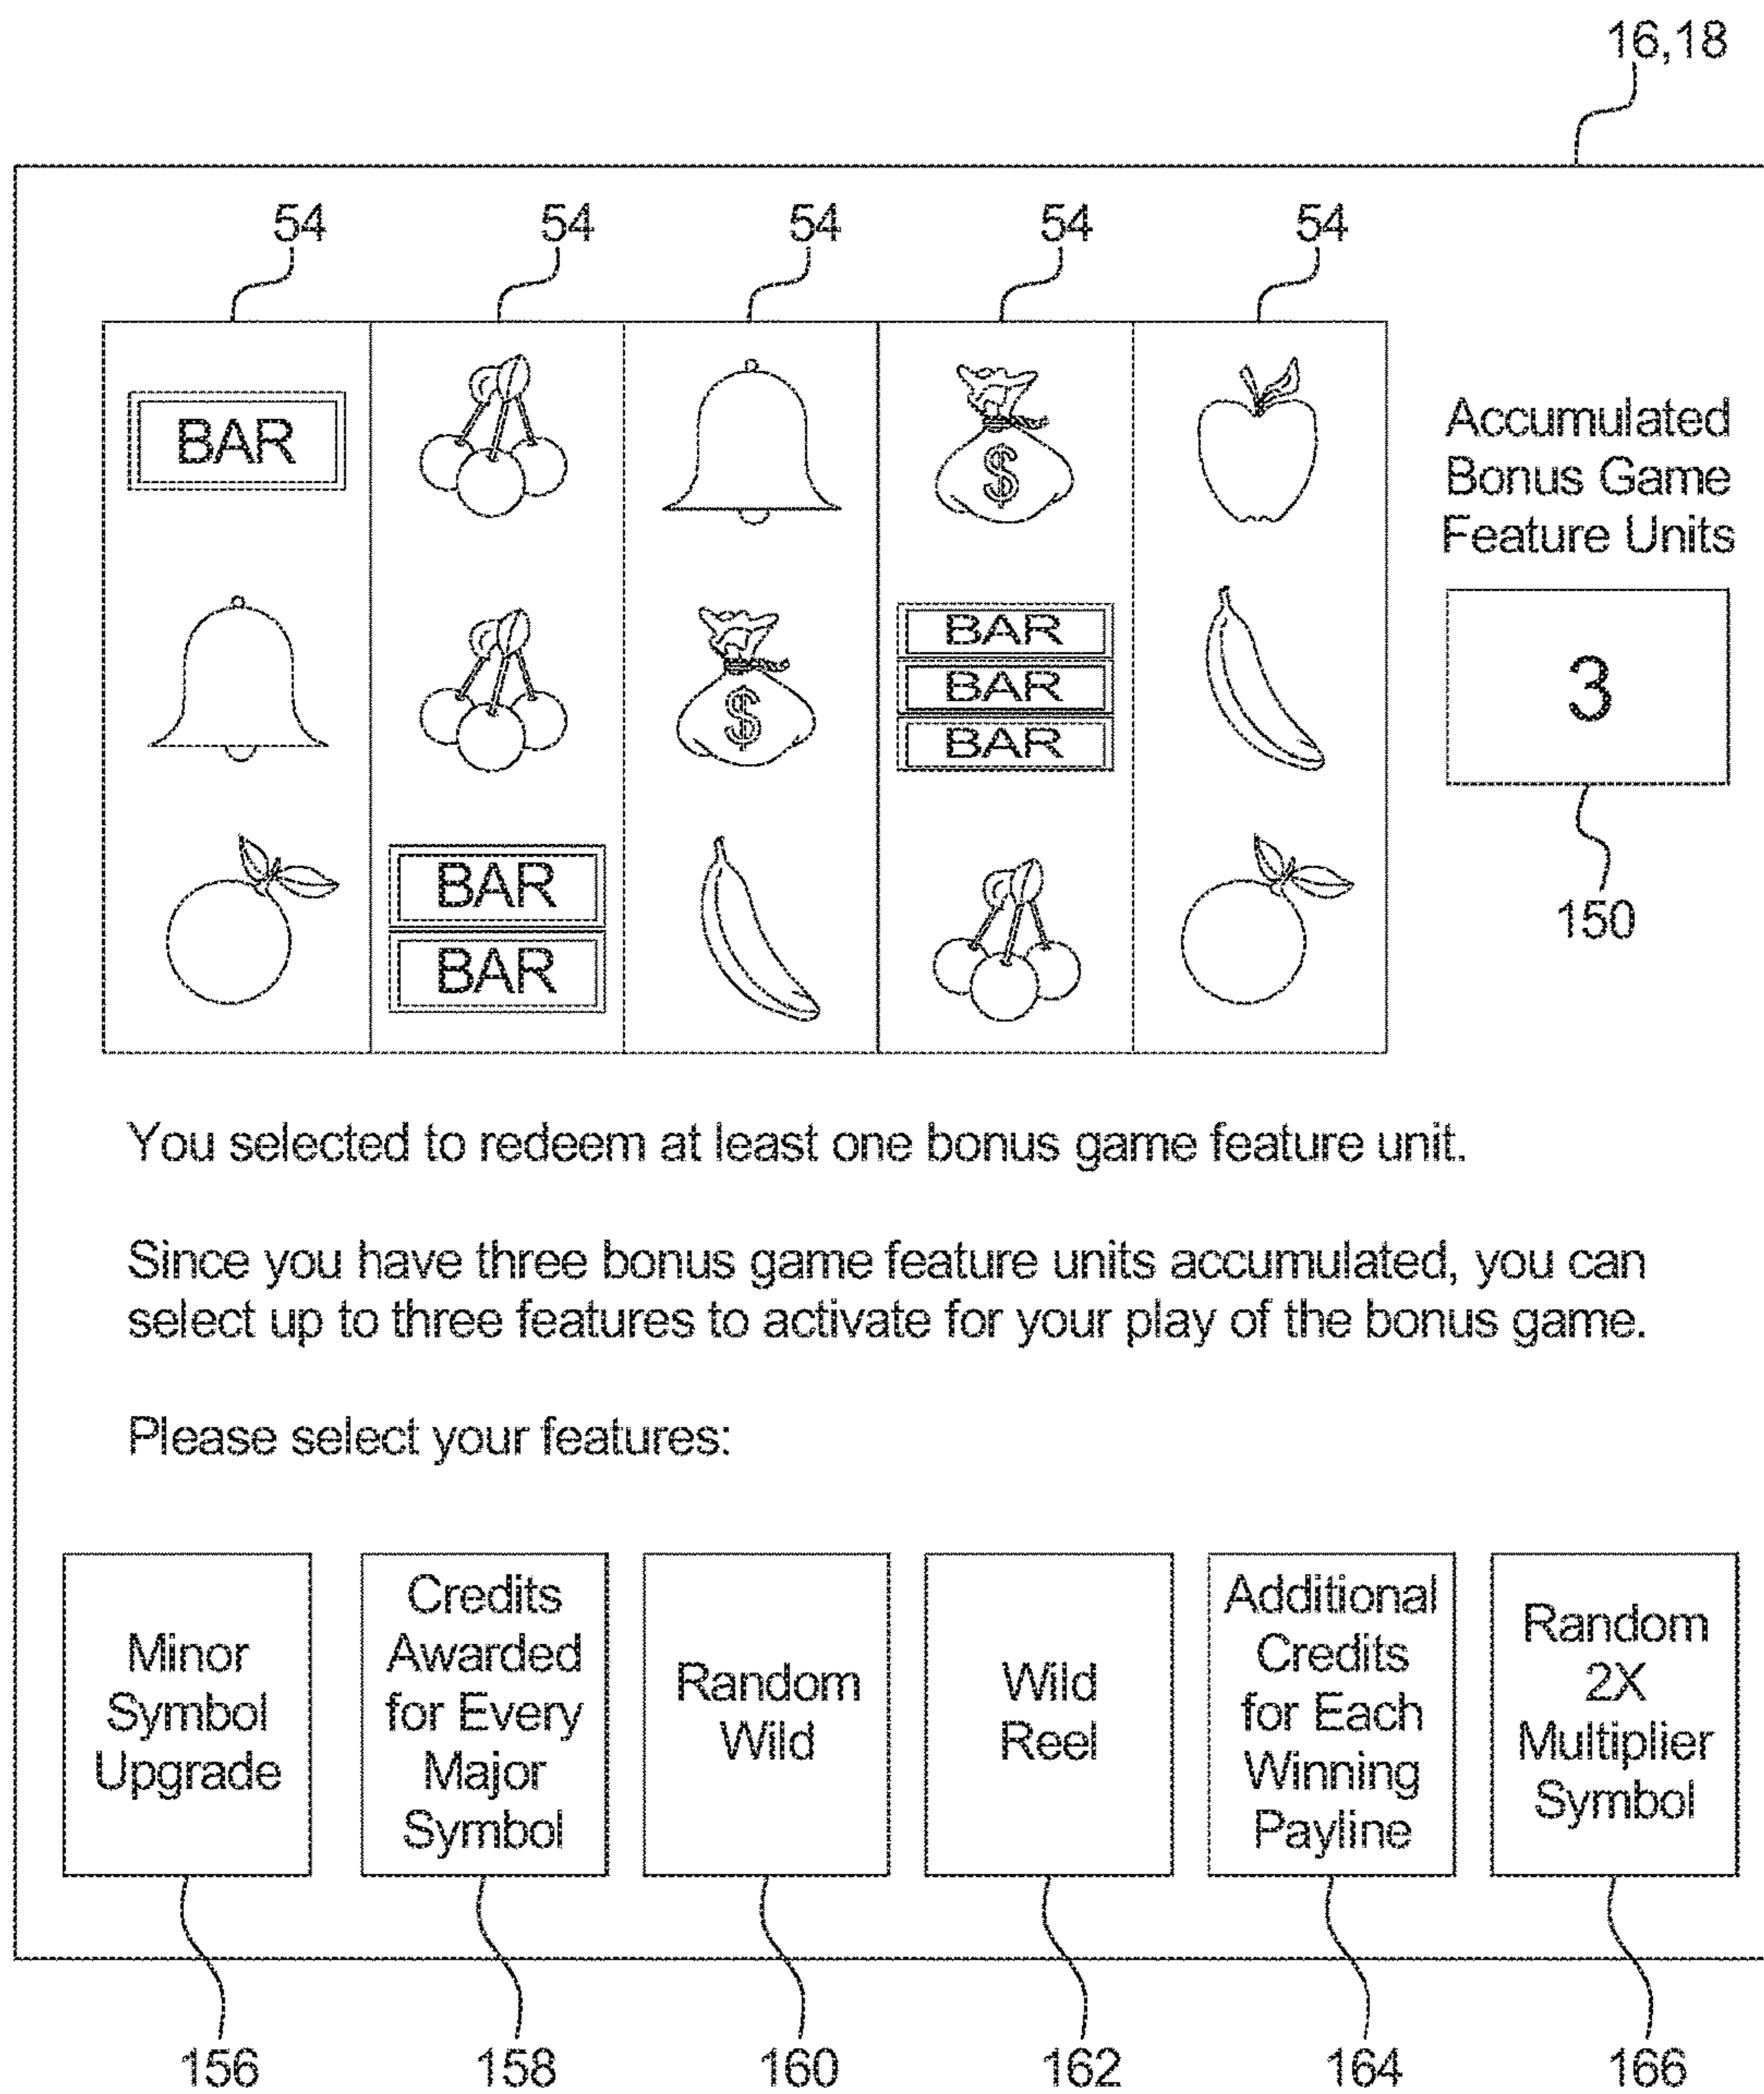 16,18
54 54 54 54 54
BAR
$
Accumulated
Bonus Game
Feature Units
$
BAR
BAR
BAR
3
BAR
BAR
150
You selected to redeem at least one bonus game feature unit.
Since you have three bonus game feature units accumulated, you can
select up to three features to activate for your play of the bonus game.
Please select your features:
Minor
Symbol
Upgrade
Credits
Awarded
for Every
Major
Symbol
Random
Wild
Wild
Reel
Additional
Credits
for Each
Winning
Payline
Random
2X
Multiplier
Symbol
156 158 160 162 164 166